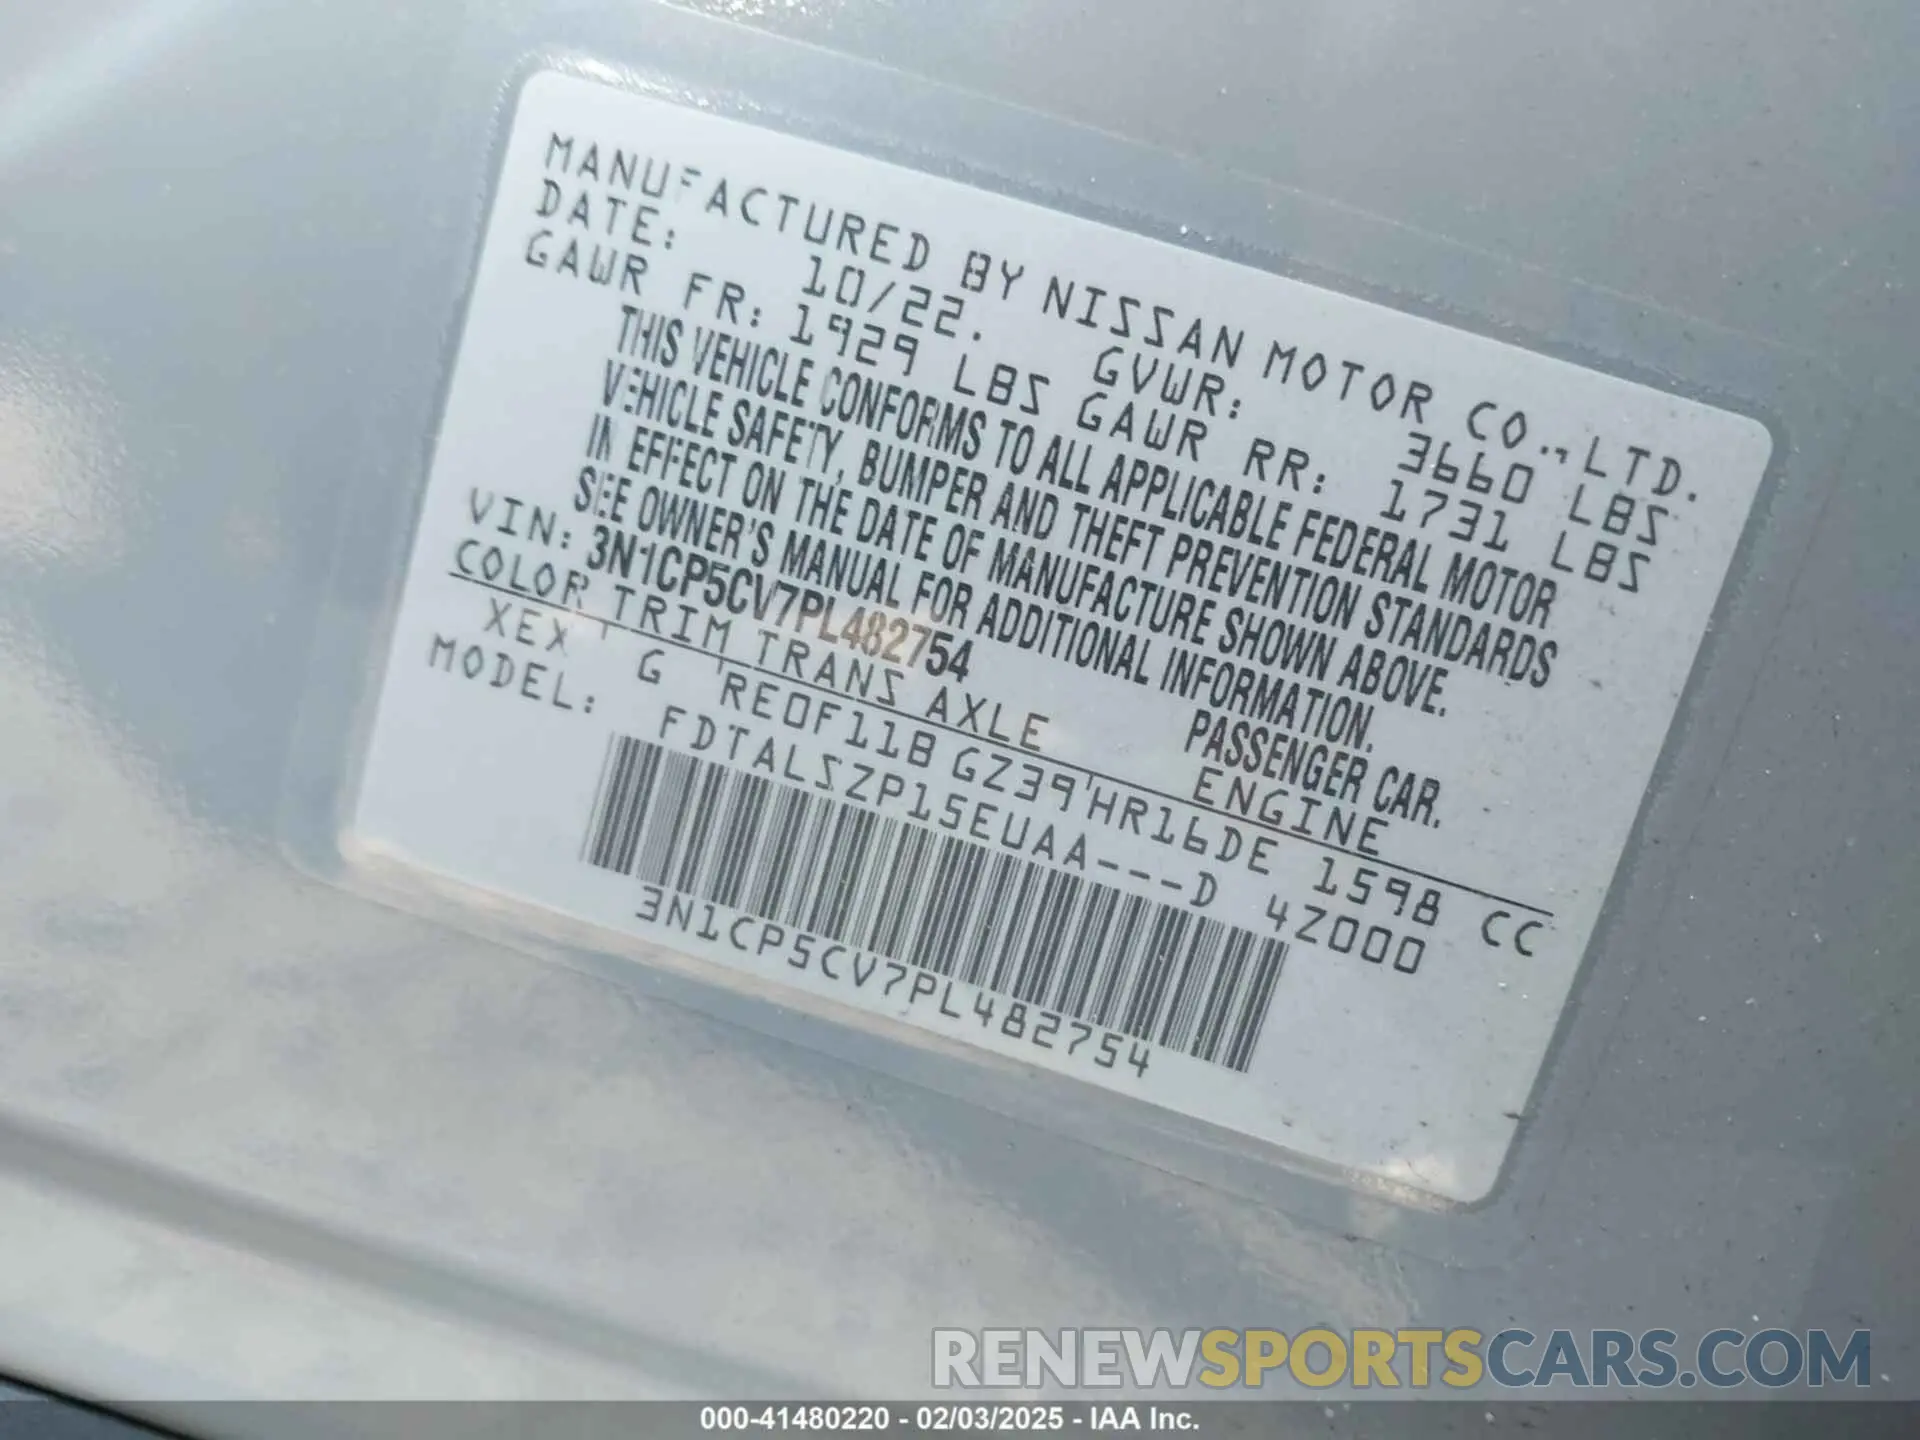 MANUFACTURED BY NISSAN MOTOR CO., LTD.
DATE: 10/22. GVWR: 3660 LBS
GAWR FR: 1929 LBS GAWR RR: 1731 LBS
THIS VEHICLE CONFORMS TO ALL APPLICABLE FEDERAL MOTOR
VEHICLE SAFETY, BUMPER AND THEFT PREVENTION STANDARDS
IN EFFECT ON THE DATE OF MANUFACTURE SHOWN ABOVE.
SEE OWNER'S MANUAL FOR ADDITIONAL INFORMATION.
VIN: 3N1CP5CV7PL482754 PASSENGER CAR.
COLOR TRIM TRANS AXLE ENGINE
XEX G RE0F11B GZ39 HR16DE 1598 CC
MODEL: FDTALSZP15EUAA---D 4Z000
3N1CP5CV7PL482754
RENEWSPORTSCARS.COM
000-41480220 - 02/03/2025 - IAA Inc.